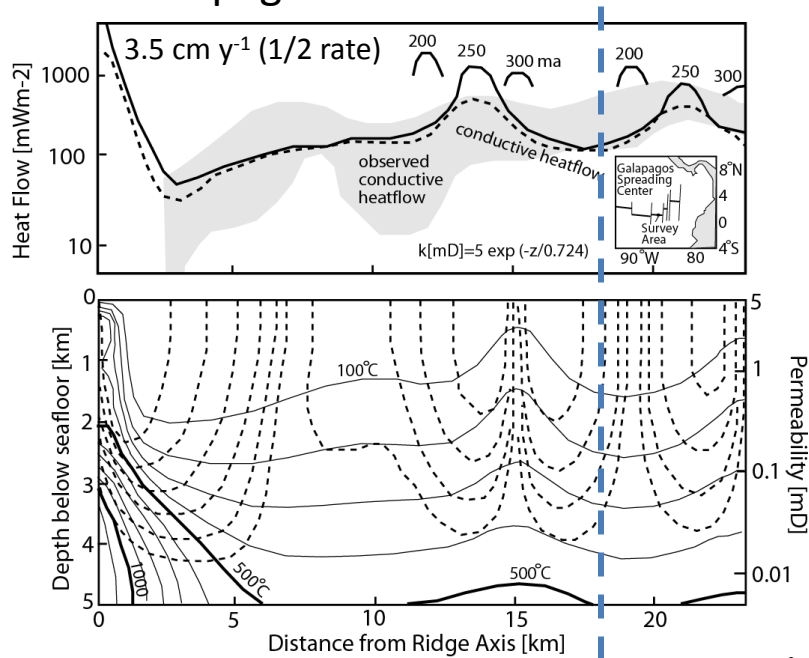 3.5 cm y-1 (1/2 rate)
200
250
300 ma
200
250
300
Heat Flow [mWm-2]
1000
100
10
conductive heatflow
observed
conductive
heatflow
k[mD]=5 exp (-z/0.724)
Galapagos
Spreading
Center
Survey
Area
8°N
4
0
4°S
90°W
80
Depth below seafloor [km]
0
1
2
3
4
5
100°C
1000
500°C
500°C
5
1
0.1
0.01
Permeability [mD]
0
5
10
15
20
Distance from Ridge Axis [km]